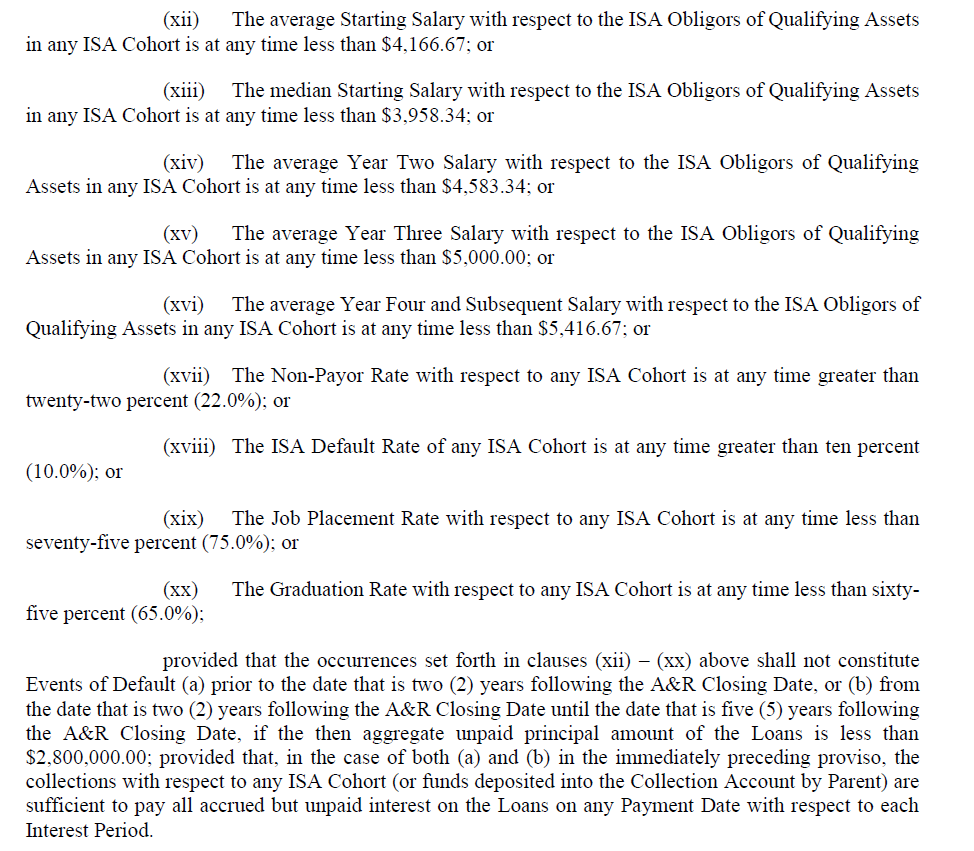 (xii) The average Starting Salary with respect to the ISA Obligors of Qualifying Assets
in any ISA Cohort is at any time less than $4,166.67; or
(xiii) The median Starting Salary with respect to the ISA Obligors of Qualifying Assets
in any ISA Cohort is at any time less than $3,958.34; or
(xiv) The average Year Two Salary with respect to the ISA Obligors of Qualifying
Assets in any ISA Cohort is at any time less than $4,583.34; or
(xv) The average Year Three Salary with respect to the ISA Obligors of Qualifying
Assets in any ISA Cohort is at any time less than $5,000.00; or
(xvi) The average Year Four and Subsequent Salary with respect to the ISA Obligors of
Qualifying Assets in any ISA Cohort is at any time less than $5,416.67; or
(xvii) The Non-Payor Rate with respect to any ISA Cohort is at any time greater than
twenty-two percent (22.0%); or
(xviii) The ISA Default Rate of any ISA Cohort is at any time greater than ten percent
(10.0%); or
(xix) The Job Placement Rate with respect to any ISA Cohort is at any time less than
seventy-five percent (75.0%); or
(xx) The Graduation Rate with respect to any ISA Cohort is at any time less than sixty-
five percent (65.0%);
provided that the occurrences set forth in clauses (xii) – (xx) above shall not constitute
Events of Default (a) prior to the date that is two (2) years following the A&R Closing Date, or (b) from
the date that is two (2) years following the A&R Closing Date until the date that is five (5) years following
the A&R Closing Date, if the then aggregate unpaid principal amount of the Loans is less than
$2,800,000.00; provided that, in the case of both (a) and (b) in the immediately preceding proviso, the
collections with respect to any ISA Cohort (or funds deposited into the Collection Account by Parent) are
sufficient to pay all accrued but unpaid interest on the Loans on any Payment Date with respect to each
Interest Period.